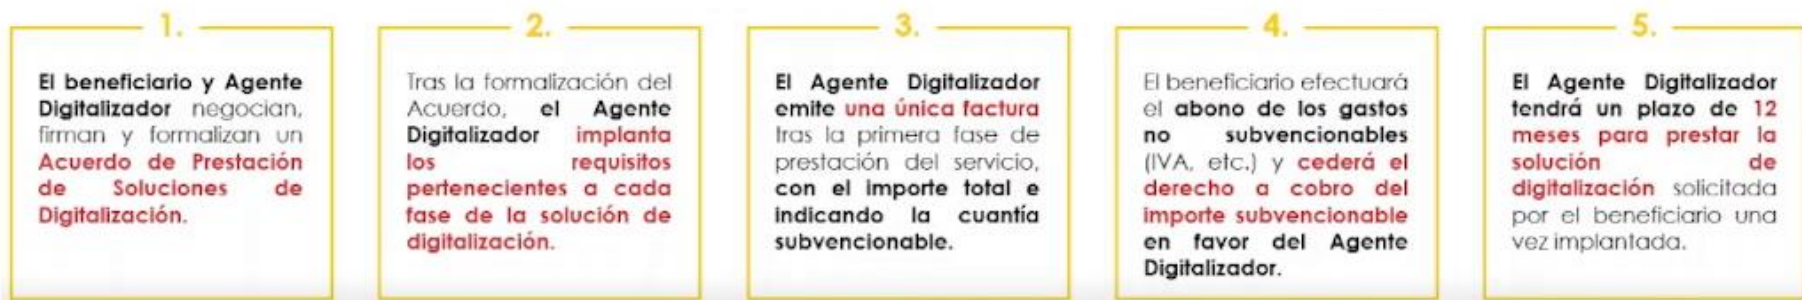 1.
El beneficiario y Agente
Digitalizador negocian,
firman y formalizan un
Acuerdo de Prestación
de Soluciones de
Digitalización.
2.
Tras la formalización del
Acuerdo, el Agente
Digitalizador implanta
los requisitos
pertenecientes a cada
fase de la solución de
digitalización.
3.
El Agente Digitalizador
emite una única factura
tras la primera fase de
prestación del servicio,
con el importe total e
indicando la cuantía
subvencionable.
4.
El beneficiario efectuará
el abono de los gastos
no subvencionables
(IVA, etc.) y cederá el
derecho a cobro del
importe subvencionable
en favor del Agente
Digitalizador.
5.
El Agente Digitalizador
tendrá un plazo de 12
meses para prestar la
solución de
digitalización solicitada
por el beneficiario una
vez implantada.